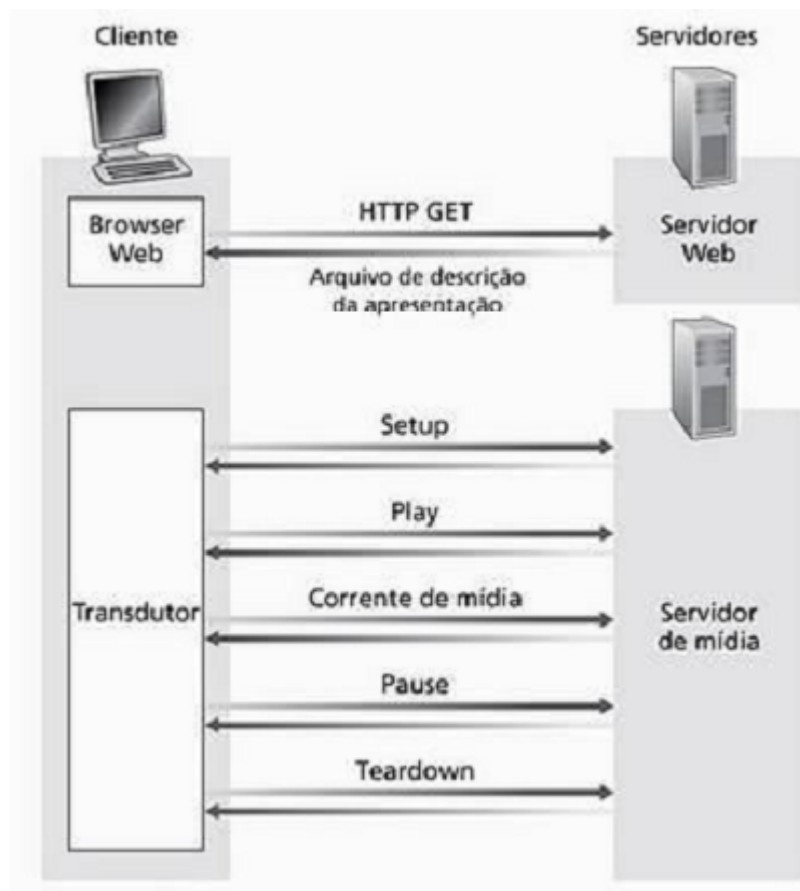 Cliente
Servidores
Browser
Web
HTTP GET
Servidor
Web
Arquivo de descrição
da apresentação
Setup
Play
Transdutor
Corrente de mídia
Servidor
de mídia
Pause
Teardown